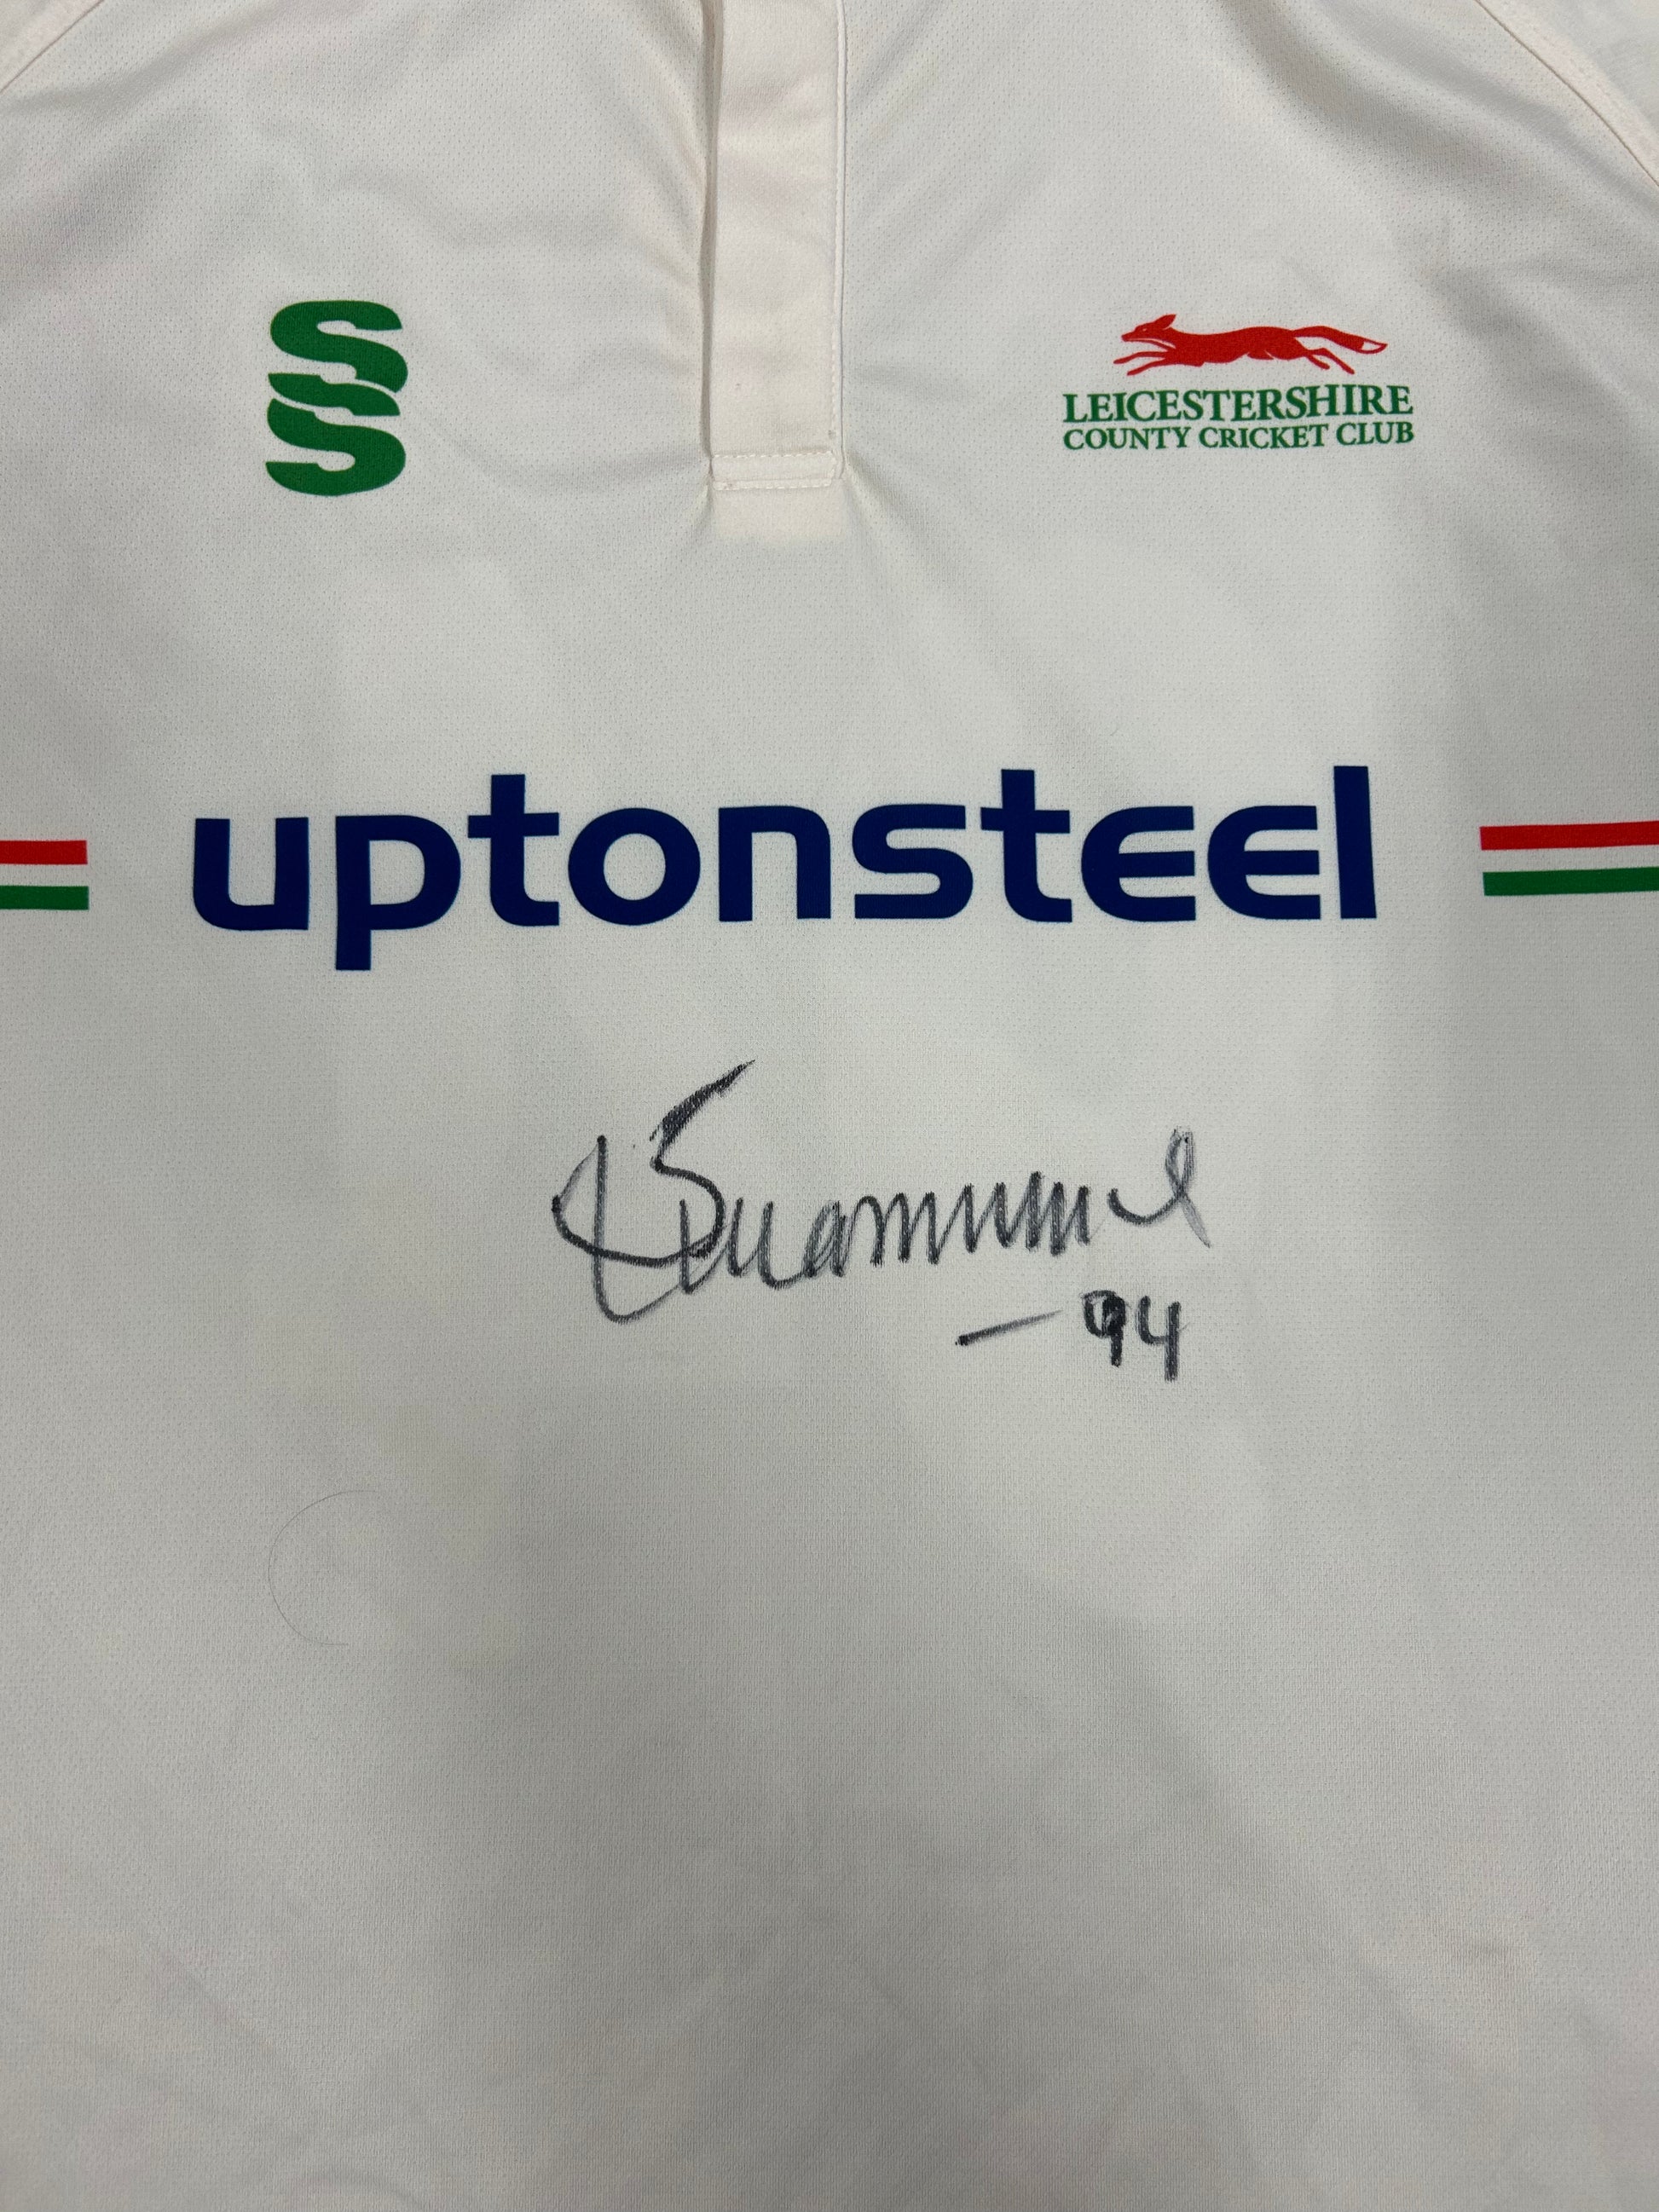 LEICESTERSHIRE
COUNTY CRICKET CLUB
uptonsteel
– 94